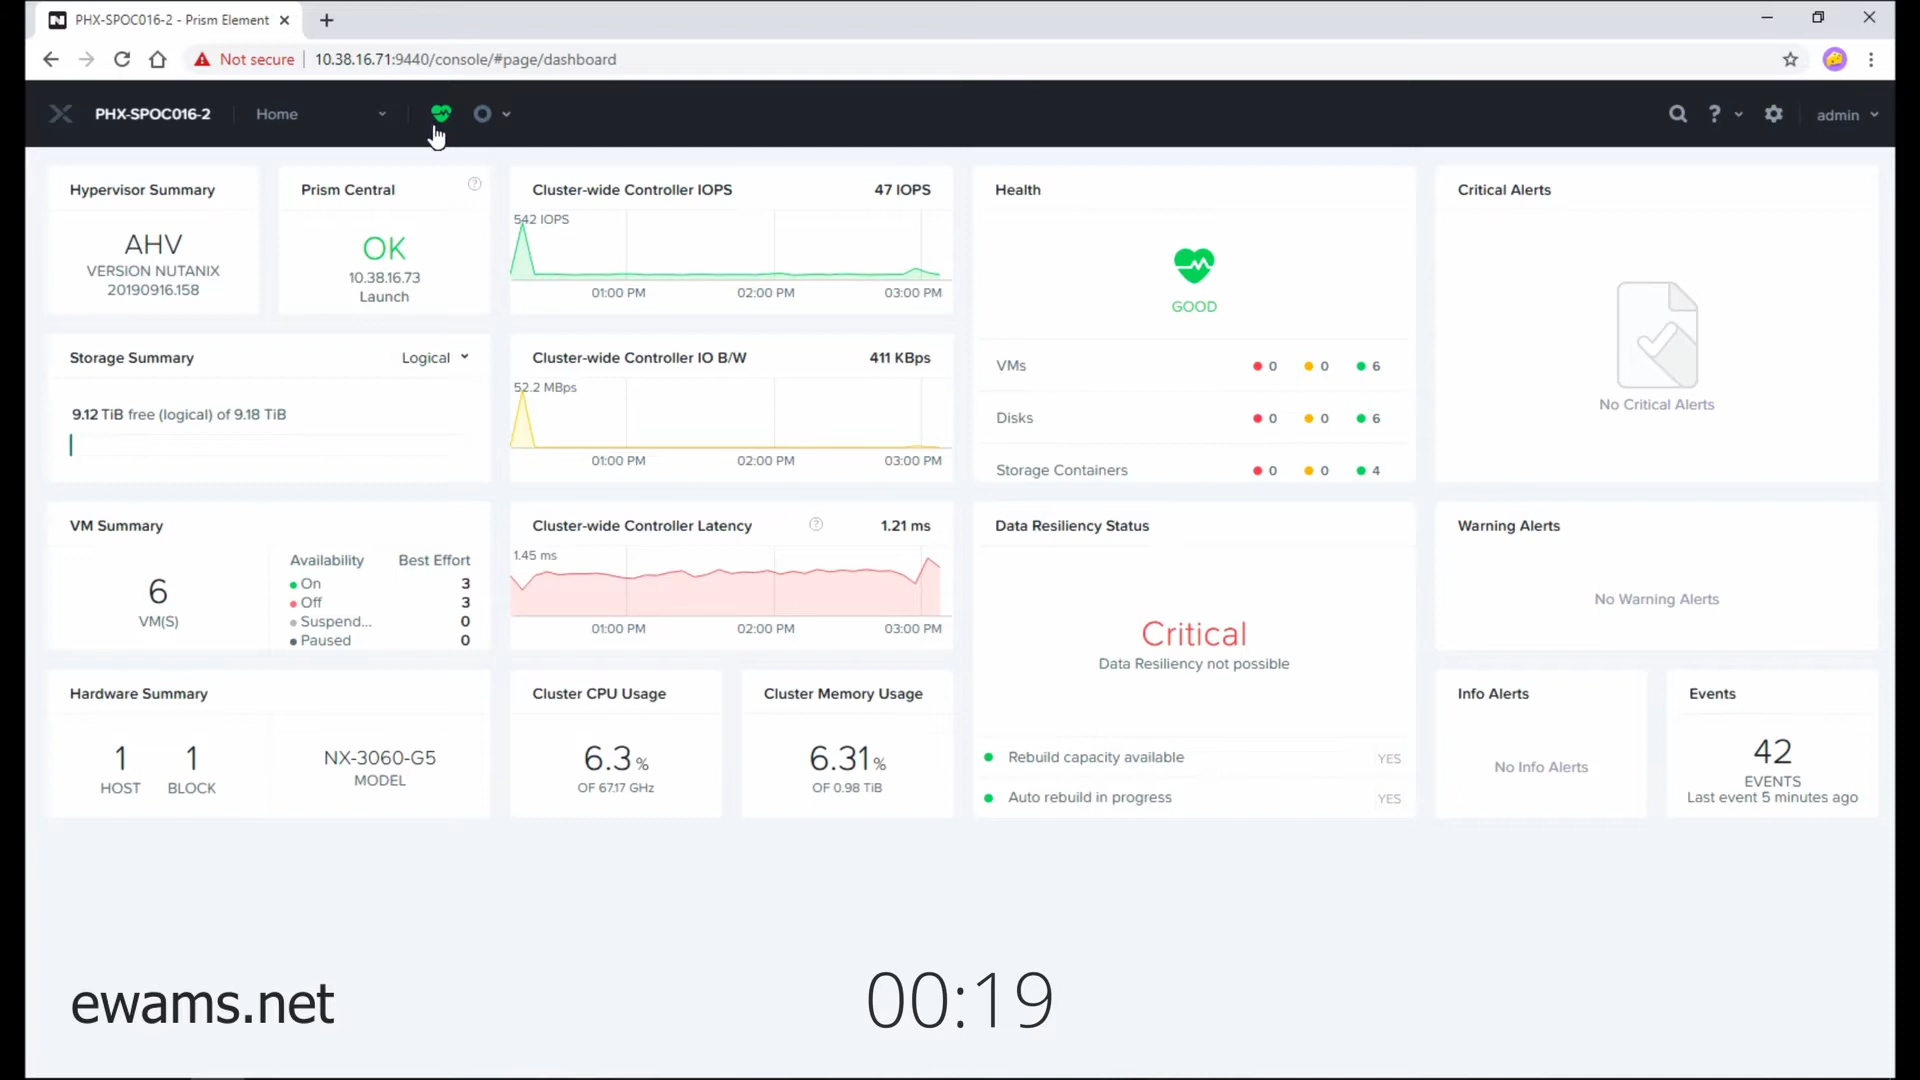 PHX-SPOC016-2 - Prism Element
Not secure
10.38.16.71:9440/console/#page/dashboard
PHX-SPOC016-2
Home
?
admin
Hypervisor Summary
AHV
VERSION NUTANIX
20190916.158
Prism Central
?
OK
10.38.16.73
Launch
Cluster-wide Controller IOPS
47 IOPS
542 IOPS
01:00 PM
02:00 PM
03:00 PM
Health
GOOD
VMs
0
0
6
Disks
0
0
6
Storage Containers
0
0
4
Critical Alerts
No Critical Alerts
Storage Summary
Logical
9.12 TiB free (logical) of 9.18 TiB
Cluster-wide Controller IO B/W
411 KBps
52.2 MBps
01:00 PM
02:00 PM
03:00 PM
VM Summary
6
VM(S)
Availability
Best Effort
On
3
Off
3
Suspend...
0
Paused
0
Cluster-wide Controller Latency
?
1.21 ms
1.45 ms
01:00 PM
02:00 PM
03:00 PM
Data Resiliency Status
Critical
Data Resiliency not possible
Rebuild capacity available
YES
Auto rebuild in progress
YES
Warning Alerts
No Warning Alerts
Hardware Summary
1
HOST
1
BLOCK
NX-3060-G5
MODEL
Cluster CPU Usage
6.3 %
OF 67.17 GHz
Cluster Memory Usage
6.31 %
OF 0.98 TiB
Info Alerts
No Info Alerts
Events
42
EVENTS
Last event 5 minutes ago
ewams.net
00:19